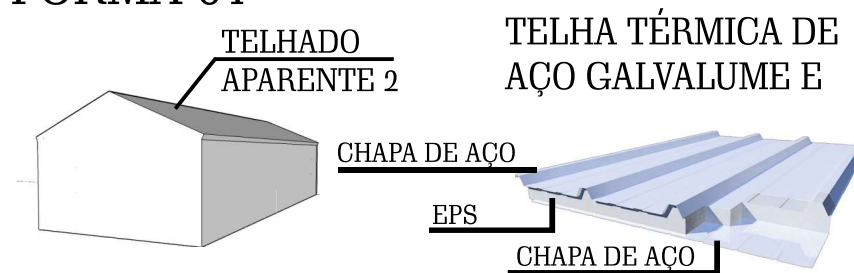 TELHADO
APARENTE 2
TELHA TÉRMICA DE
AÇO GALVALUME E
CHAPA DE AÇO
EPS
CHAPA DE AÇO